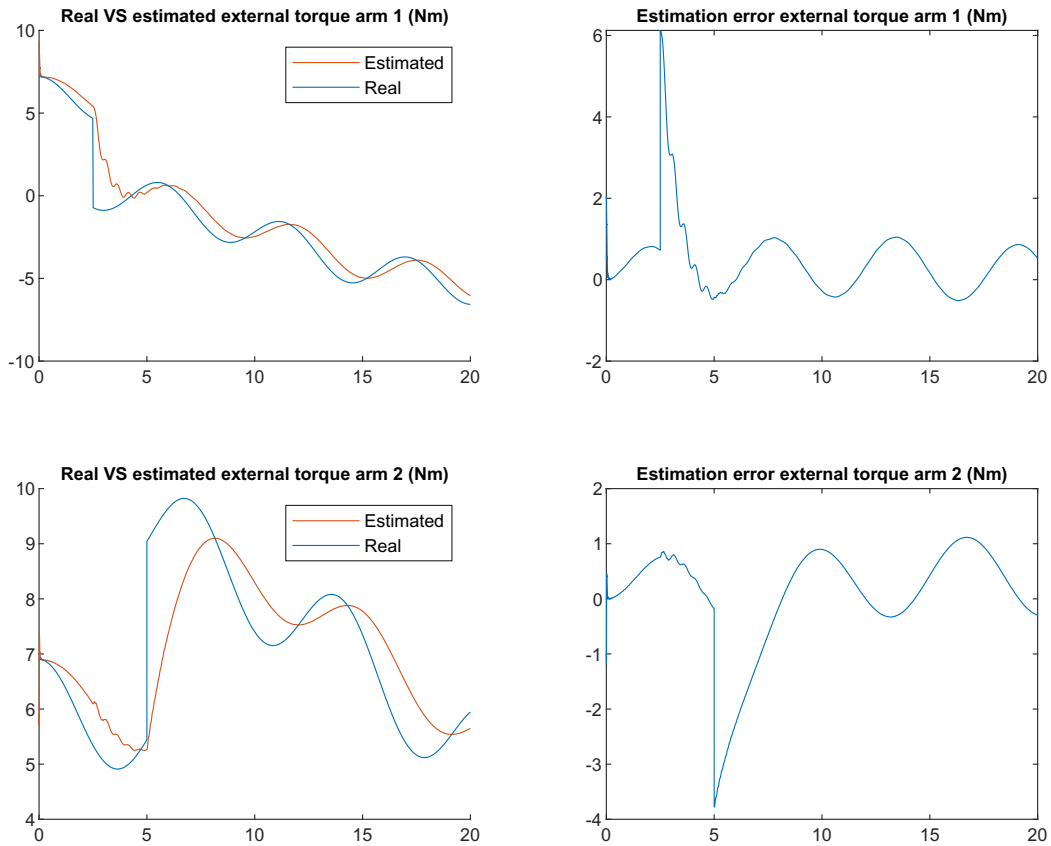 Real VS estimated external torque arm 1 (Nm)
10
5
0
-5
-10
0 5 10 15 20
Estimated
Real
Estimation error external torque arm 1 (Nm)
6
4
2
0
-2
0 5 10 15 20
Real VS estimated external torque arm 2 (Nm)
10
9
8
7
6
5
4
0 5 10 15 20
Estimated
Real
Estimation error external torque arm 2 (Nm)
2
1
0
-1
-2
-3
-4
0 5 10 15 20